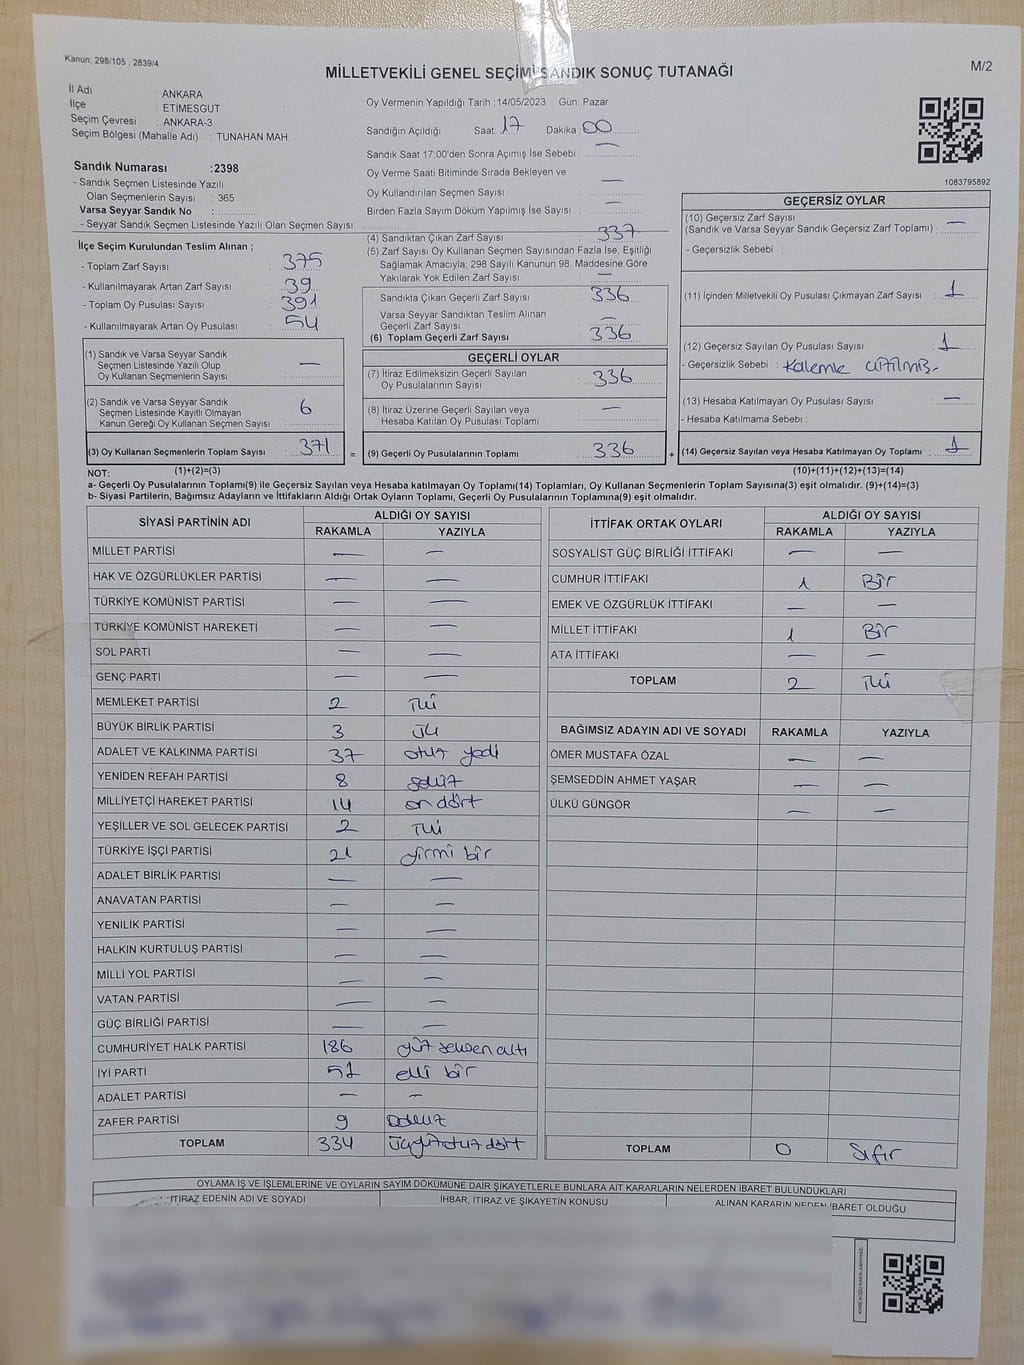 Kanun: 298/105 , 2839/4
MİLLETVEKİLİ GENEL SEÇİMİ SANDIK SONUÇ TUTANAĞI
M/2
İl Adı : ANKARA
İlçe : ETİMESGUT
Seçim Çevresi : ANKARA-3
Seçim Bölgesi (Mahalle Adı) : TUNAHAN MAH.
Sandık Numarası :2398
- Sandık Seçmen Listesinde Yazılı
Olan Seçmenlerin Sayısı : 365
Varsa Seyyar Sandık No :
- Seyyar Sandık Seçmen Listesinde Yazılı Olan Seçmen Sayısı:
Oy Vermenin Yapıldığı Tarih :14/05/2023 Gün: Pazar
Sandığın Açıldığı Saat: 17 Dakika 00
Sandık Saat 17:00'den Sonra Açımış İse Sebebi : —
Oy Verme Saati Bitiminde Sırada Bekleyen ve
Oy Kullandırılan Seçmen Sayısı : —
Birden Fazla Sayım Döküm Yapılmış İse Sayısı : —
1083795892
İlçe Seçim Kurulundan Teslim Alınan ;
- Toplam Zarf Sayısı : 375
- Kullanılmayarak Artan Zarf Sayısı : 39
- Toplam Oy Pusulası Sayısı : 391
- Kullanılmayarak Artan Oy Pusulası : 54
(1) Sandık ve Varsa Seyyar Sandık
Seçmen Listesinde Yazılı Olup
Oy Kullanan Seçmenlerin Sayısı : —
(2) Sandık ve Varsa Seyyar Sandık
Seçmen Listesinde Kayıtlı Olmayan
Kanun Gereği Oy Kullanan Seçmen Sayısı : 6
(3) Oy Kullanan Seçmenlerin Toplam Sayısı : 371
(4) Sandıktan Çıkan Zarf Sayısı : 337
(5) Zarf Sayısı Oy Kullanan Seçmen Sayısından Fazla İse, Eşitliği
Sağlamak Amacıyla, 298 Sayılı Kanunun 98. Maddesine Göre
Yakılarak Yok Edilen Zarf Sayısı : —
Sandıkta Çıkan Geçerli Zarf Sayısı : 336
Varsa Seyyar Sandıktan Teslim Alınan
Geçerli Zarf Sayısı : —
(6) Toplam Geçerli Zarf Sayısı : 336
GEÇERLİ OYLAR
(7) İtiraz Edilmeksizin Geçerli Sayılan
Oy Pusulalarının Sayısı : 336
(8) İtiraz Üzerine Geçerli Sayılan veya
Hesaba Katılan Oy Pusulası Toplamı : —
= (9) Geçerli Oy Pusulalarının Toplamı : 336
GEÇERSİZ OYLAR
(10) Geçersiz Zarf Sayısı
(Sandık ve Varsa Seyyar Sandık Geçersiz Zarf Toplamı) : —
- Geçersizlik Sebebi :
(11) İçinden Milletvekili Oy Pusulası Çıkmayan Zarf Sayısı : 1
(12) Geçersiz Sayılan Oy Pusulası Sayısı : 1
- Geçersizlik Sebebi : Kalemle
(13) Hesaba Katılmayan Oy Pusulası Sayısı : —
- Hesaba Katılmama Sebebi :
+ (14) Geçersiz Sayılan veya Hesaba Katılmayan Oy Toplamı : 1
NOT: (1)+(2)=(3) (10)+(11)+(12)+(13)=(14)
a- Geçerli Oy Pusulalarının Toplamı(9) ile Geçersiz Sayılan veya Hesaba katılmayan Oy Toplamı(14) Toplamları, Oy Kullanan Seçmenlerin Toplam Sayısına(3) eşit olmalıdır. (9)+(14)=(3)
b- Siyasi Partilerin, Bağımsız Adayların ve İttifakların Aldığı Ortak Oyların Toplamı, Geçerli Oy Pusulalarının Toplamına(9) eşit olmalıdır.
SİYASİ PARTİNİN ADI ALDIĞI OY SAYISI
RAKAMLA YAZIYLA
MİLLET PARTİSİ — —
HAK VE ÖZGÜRLÜKLER PARTİSİ — —
TÜRKİYE KOMÜNİST PARTİSİ — —
TÜRKİYE KOMÜNİST HAREKETİ — —
SOL PARTİ — —
GENÇ PARTİ — —
MEMLEKET PARTİSİ 2 İki
BÜYÜK BİRLİK PARTİSİ 3 üç
ADALET VE KALKINMA PARTİSİ 37 otuz yedi
YENİDEN REFAH PARTİSİ 8 sekiz
MİLLİYETÇİ HAREKET PARTİSİ 14 on dört
YEŞİLLER VE SOL GELECEK PARTİSİ 2 İki
TÜRKİYE İŞÇİ PARTİSİ 21 yirmi bir
ADALET BİRLİK PARTİSİ — —
ANAVATAN PARTİSİ — —
YENİLİK PARTİSİ — —
HALKIN KURTULUŞ PARTİSİ — —
MİLLİ YOL PARTİSİ — —
VATAN PARTİSİ — —
GÜÇ BİRLİĞİ PARTİSİ — —
CUMHURİYET HALK PARTİSİ 186 yüz seksen altı
İYİ PARTİ 51 elli bir
ADALET PARTİSİ — —
ZAFER PARTİSİ 9 Dokuz
TOPLAM 334 üçyüzotuz dört
İTTİFAK ORTAK OYLARI ALDIĞI OY SAYISI
RAKAMLA YAZIYLA
SOSYALİST GÜÇ BİRLİĞİ İTTİFAKI — —
CUMHUR İTTİFAKI 1 Bir
EMEK VE ÖZGÜRLÜK İTTİFAKI — —
MİLLET İTTİFAKI 1 Bir
ATA İTTİFAKI — —
TOPLAM 2 İki
BAĞIMSIZ ADAYIN ADI VE SOYADI RAKAMLA YAZIYLA
ÖMER MUSTAFA ÖZAL — —
ŞEMSEDDİN AHMET YAŞAR — —
ÜLKÜ GÜNGÖR — —
TOPLAM 0 Sıfır
OYLAMA İŞ VE İŞLEMLERİNE VE OYLARIN SAYIM DÖKÜMÜNE DAİR ŞİKAYETLERLE BUNLARA AİT KARARLARIN NELERDEN İBARET BULUNDUKLARI
İTİRAZ EDENİN ADI VE SOYADI İHBAR, İTİRAZ VE ŞİKAYETİN KONUSU ALINAN KARARIN NEDEN İBARET OLDUĞU